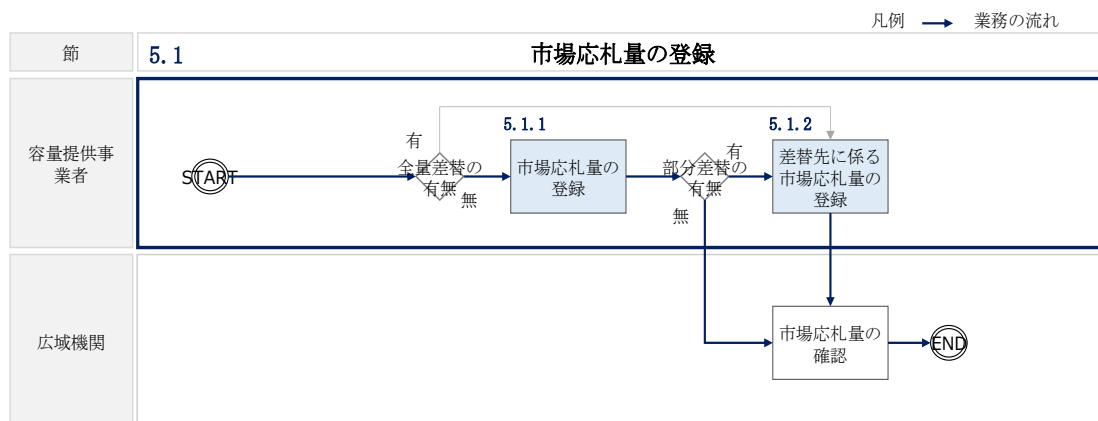 凡例 業務の流れ
節 5.1 市場応札量の登録
容量提供事
業者
START
有
全量差替の
有無
無
5.1.1
市場応札量の
登録
部分差替の
有無
有
無
5.1.2
差替先に係る
市場応札量の
登録
広域機関
市場応札量の
確認
END